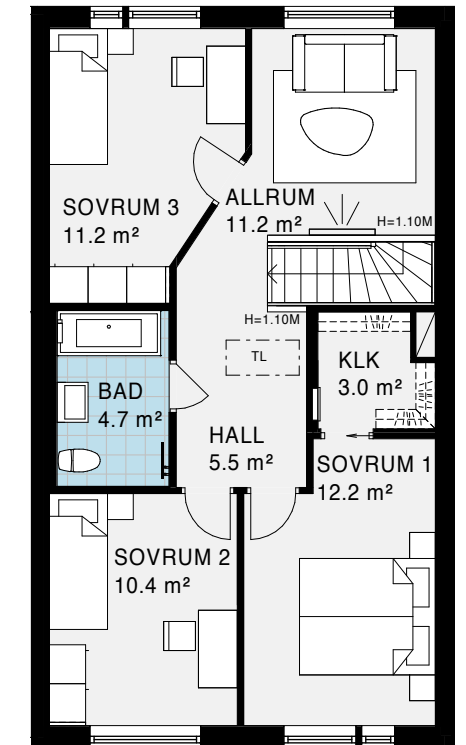 SOVRUM 3
11.2 m²
ALLRUM
11.2 m²
H=1.10M
H=1.10M
TL
KLK
3.0 m²
BAD
4.7 m²
HALL
5.5 m²
SOVRUM 1
12.2 m²
SOVRUM 2
10.4 m²